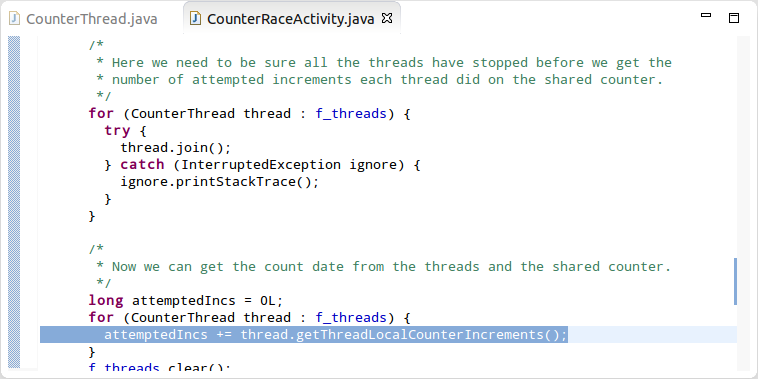 CounterThread.java
CounterRaceActivity.java
/*
* Here we need to be sure all the threads have stopped before we get the
* number of attempted increments each thread did on the shared counter.
*/
for (CounterThread thread : f_threads) {
try {
thread.join();
} catch (InterruptedException ignore) {
ignore.printStackTrace();
}
}
/*
* Now we can get the count date from the threads and the shared counter.
*/
long attemptedIncs = 0L;
for (CounterThread thread : f_threads) {
attemptedIncs += thread.getThreadLocalCounterIncrements();
}
f_threads.clear();